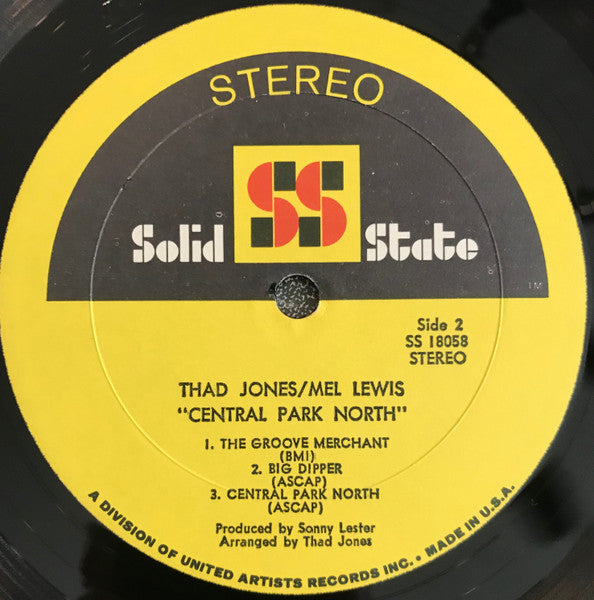 STEREO
Solid SS State
TM
Side 2
SS 18058
STEREO
THAD JONES/MEL LEWIS
“CENTRAL PARK NORTH”
1. THE GROOVE MERCHANT
(BMI)
2. BIG DIPPER
(ASCAP)
3. CENTRAL PARK NORTH
(ASCAP)
Produced by Sonny Lester
Arranged by Thad Jones
A DIVISION OF UNITED ARTISTS RECORDS INC. • MADE IN U.S.A.